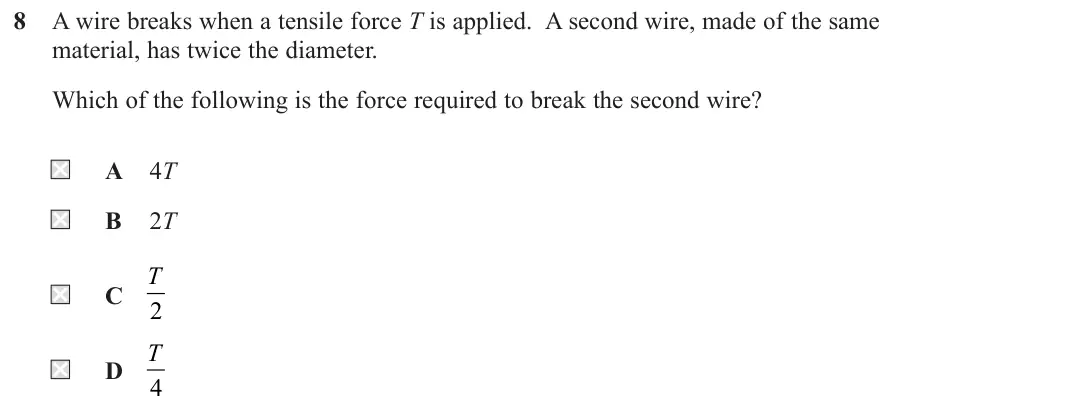 8 A wire breaks when a tensile force T is applied. A second wire, made of the same
material, has twice the diameter.
Which of the following is the force required to break the second wire?
A 4T
B 2T
C T/2
D T/4